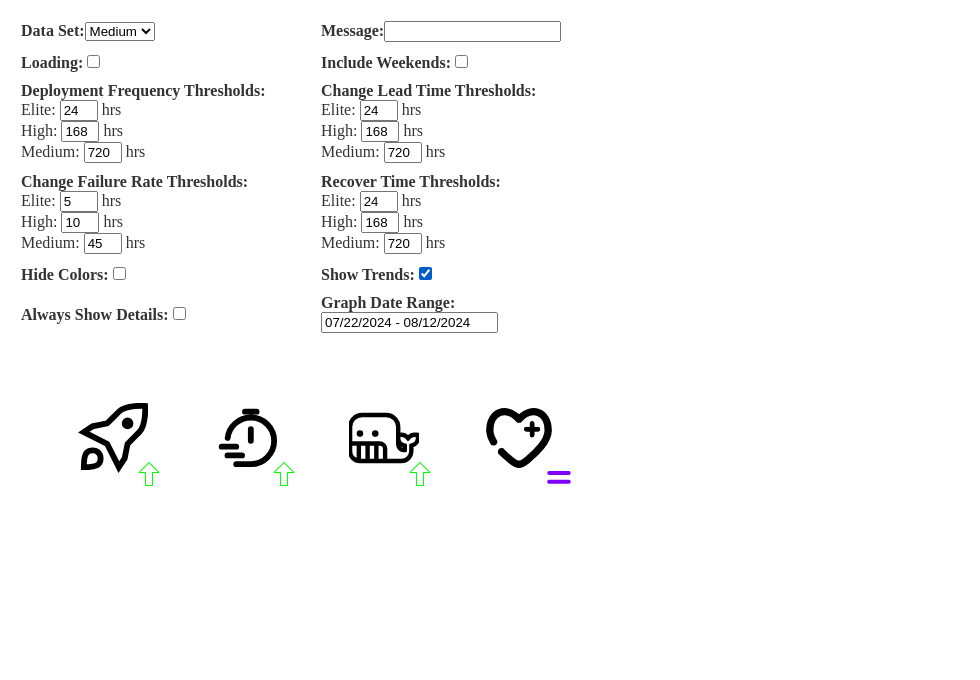 Data Set: Medium
Message:
Loading:
Include Weekends:
Deployment Frequency Thresholds:
Elite: 24 hrs
High: 168 hrs
Medium: 720 hrs
Change Lead Time Thresholds:
Elite: 24 hrs
High: 168 hrs
Medium: 720 hrs
Change Failure Rate Thresholds:
Elite: 5 hrs
High: 10 hrs
Medium: 45 hrs
Recover Time Thresholds:
Elite: 24 hrs
High: 168 hrs
Medium: 720 hrs
Hide Colors:
Show Trends:
Always Show Details:
Graph Date Range:
07/22/2024 - 08/12/2024